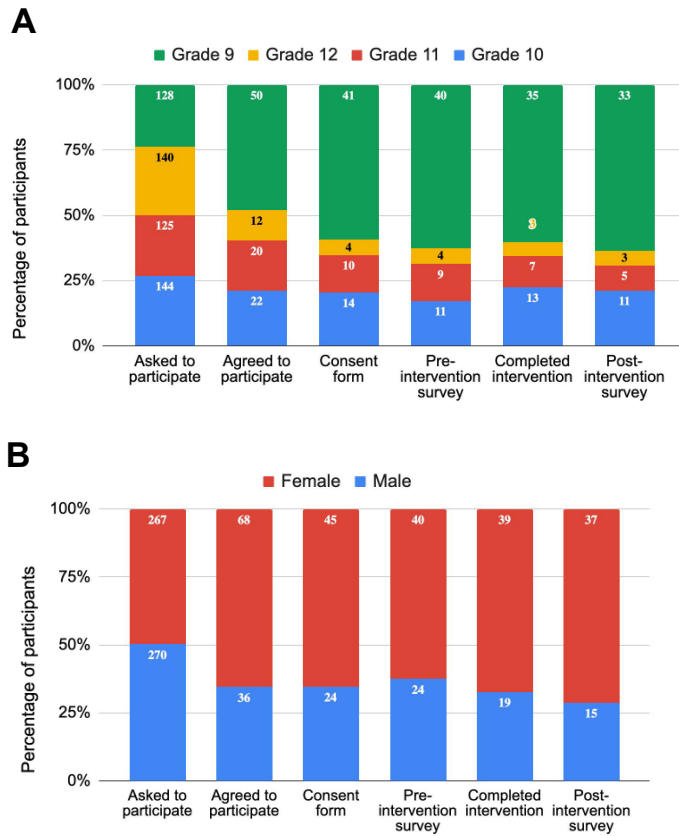 A
Grade 9 Grade 12 Grade 11 Grade 10
Percentage of participants
100%
75%
50%
25%
0%
128 50 41 40 35 33
140 12 4 4 3 3
125 20 10 9 7 5
144 22 14 11 13 11
Asked to participate
Agreed to participate
Consent form
Pre-intervention survey
Completed intervention
Post-intervention survey
B
Female Male
Percentage of participants
100%
75%
50%
25%
0%
267 68 45 40 39 37
270 36 24 24 19 15
Asked to participate
Agreed to participate
Consent form
Pre-intervention survey
Completed intervention
Post-intervention survey